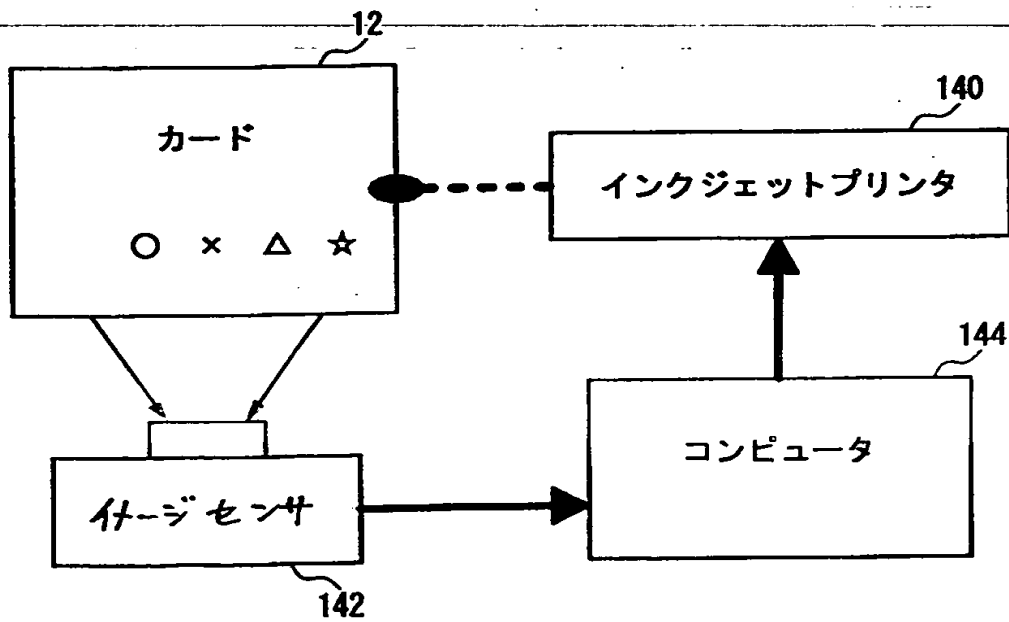 12
カード
○ × △ ☆
140
インクジェットプリンタ
144
コンピュータ
イメージセンサ
142